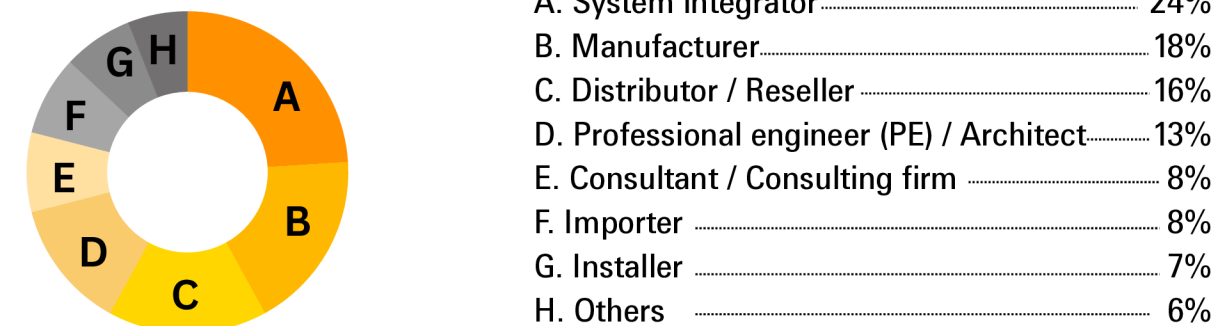 A. System integrator 24%
B. Manufacturer 18%
C. Distributor / Reseller 16%
D. Professional engineer (PE) / Architect 13%
E. Consultant / Consulting firm 8%
F. Importer 8%
G. Installer 7%
H. Others 6%
A
B
C
D
E
F
G
H